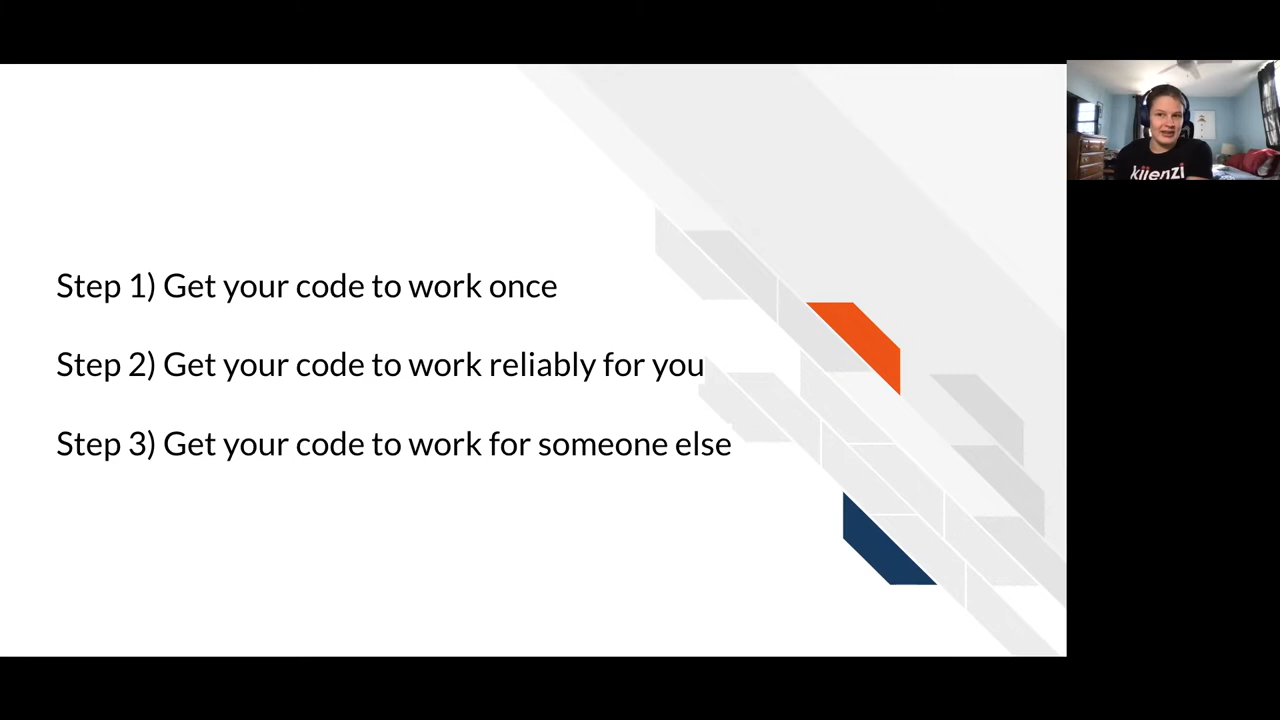 Step 1) Get your code to work once
Step 2) Get your code to work reliably for you
Step 3) Get your code to work for someone else
kijenzi